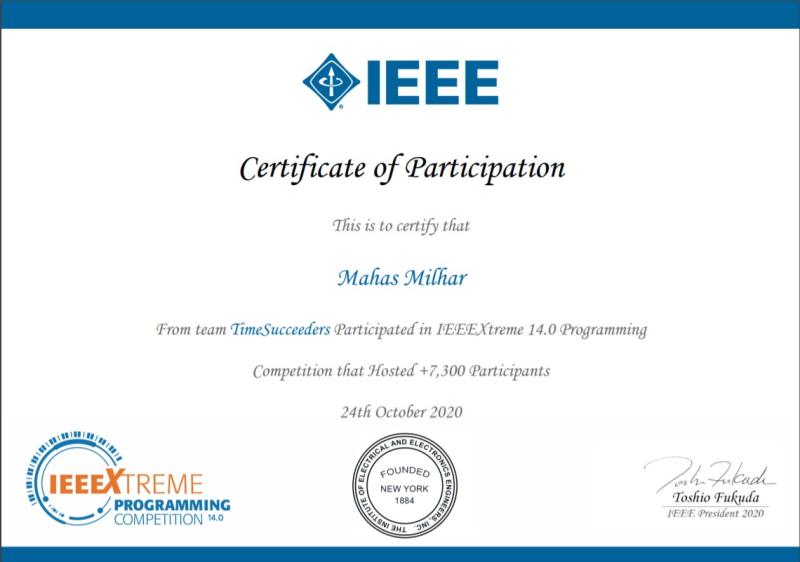 IEEE
Certificate of Participation
This is to certify that
Mahas Milhar
From team TimeSucceeders Participated in IEEEXtreme 14.0 Programming
Competition that Hosted +7,300 Participants
24th October 2020
IEEEXTREME
PROGRAMMING
COMPETITION 14.0
THE INSTITUTE OF ELECTRICAL AND ELECTRONICS ENGINEERS, INC.
FOUNDED
NEW YORK
1884
Toshio Fukuda
Toshio Fukuda
IEEE President 2020